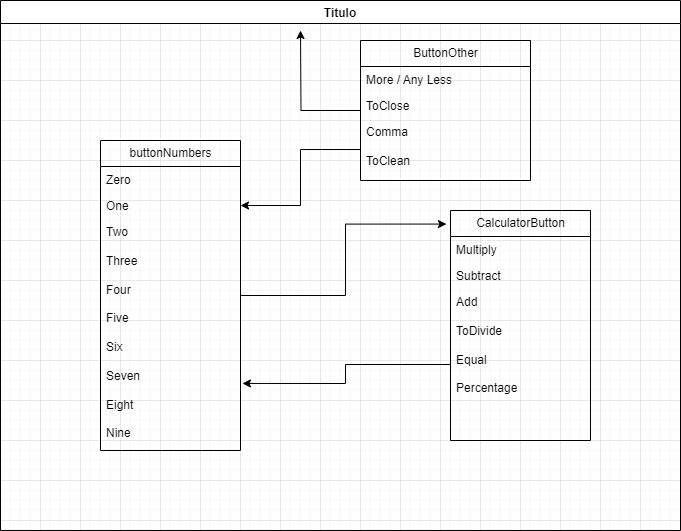 Titulo
ButtonOther
More / Any Less
ToClose
Comma
ToClean
buttonNumbers
Zero
One
Two
Three
Four
Five
Six
Seven
Eight
Nine
CalculatorButton
Multiply
Subtract
Add
ToDivide
Equal
Percentage